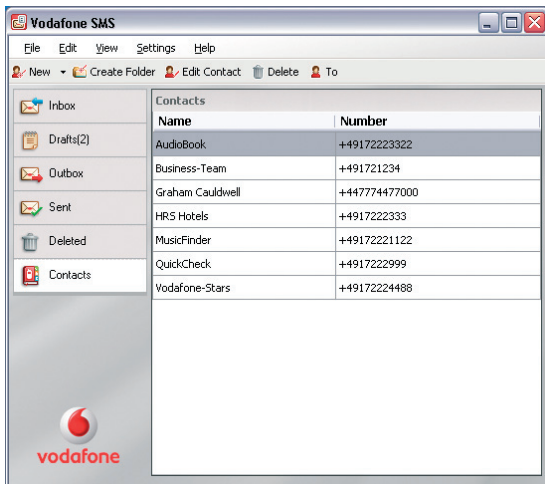 Vodafone SMS
File Edit View Settings Help
New Create Folder Edit Contact Delete To
Inbox
Drafts(2)
Outbox
Sent
Deleted
Contacts
vodafone
Contacts
Name Number
AudioBook +49172223322
Business-Team +491721234
Graham Cauldwell +447774477000
HRS Hotels +4917222333
MusicFinder +49172221122
QuickCheck +4917222999
Vodafone-Stars +49172224488